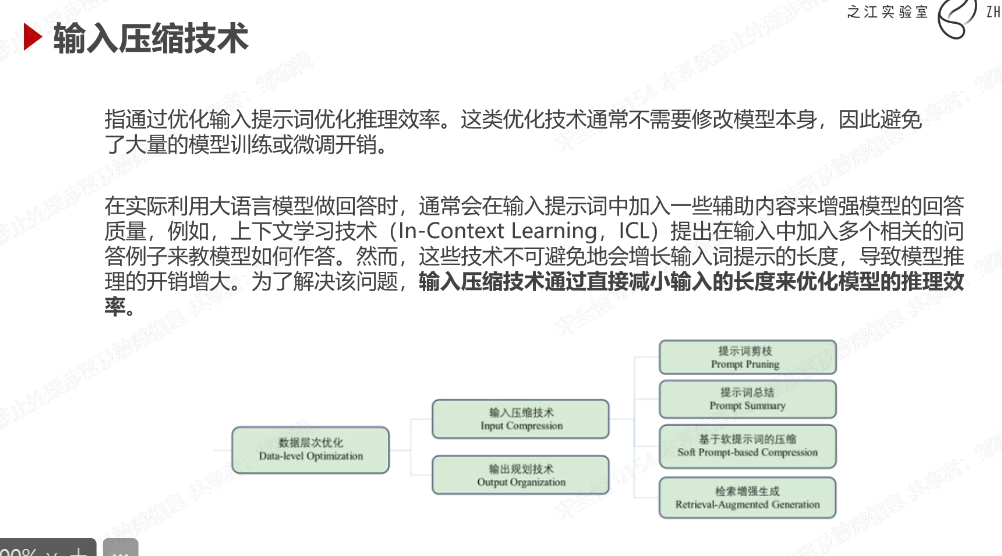 之江实验室
ZH
输入压缩技术
指通过优化输入提示词优化推理效率。这类优化技术通常不需要修改模型本身，因此避免
了大量的模型训练或微调开销。
在实际利用大语言模型做回答时，通常会在输入提示词中加入一些辅助内容来增强模型的回答
质量，例如，上下文学习技术（In-Context Learning，ICL）提出在输入中加入多个相关的问
答例子来教模型如何作答。然而，这些技术不可避免地会增长输入词提示的长度，导致模型推
理的开销增大。为了解决该问题，输入压缩技术通过直接减小输入的长度来优化模型的推理效
率。
数据层次优化
Data-level Optimization
输入压缩技术
Input Compression
输出规划技术
Output Organization
提示词剪枝
Prompt Pruning
提示词总结
Prompt Summary
基于软提示词的压缩
Soft Prompt-based Compression
检索增强生成
Retrieval-Augmented Generation